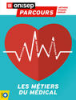 onisep
PARCOURS
LES MÉTIERS
DU MÉDICAL